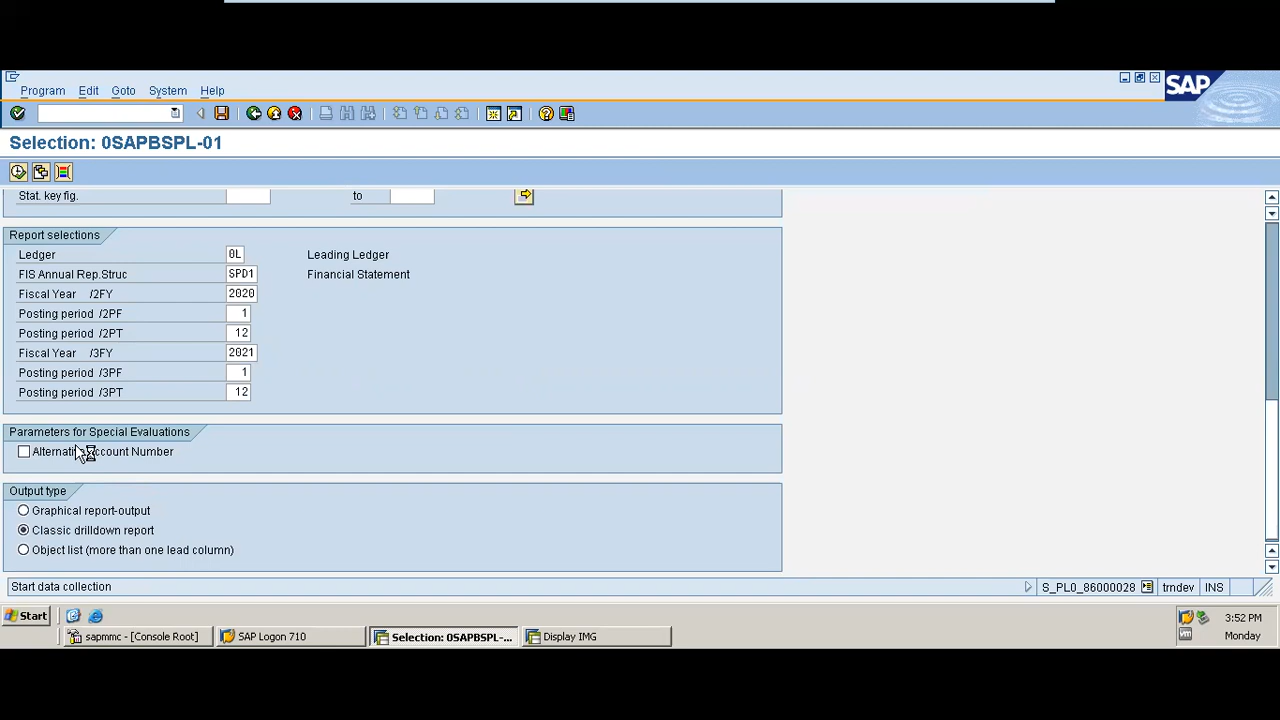 Program Edit Goto System Help
SAP
Selection: 0SAPBSPL-01
Stat. key fig. to
Report selections
Ledger 0L Leading Ledger
FIS Annual Rep.Struc SPD1 Financial Statement
Fiscal Year /2FY 2020
Posting period /2PF 1
Posting period /2PT 12
Fiscal Year /3FY 2021
Posting period /3PF 1
Posting period /3PT 12
Parameters for Special Evaluations
Number
Output type
Graphical report-output
Classic drilldown report
Object list (more than one lead column)
Start data collection S_PL0_86000028 trndev INS
Start 3:52 PM
sapmmc - [Console Root] SAP Logon 710 Selection: 0SAPBSPL-... Display IMG Monday